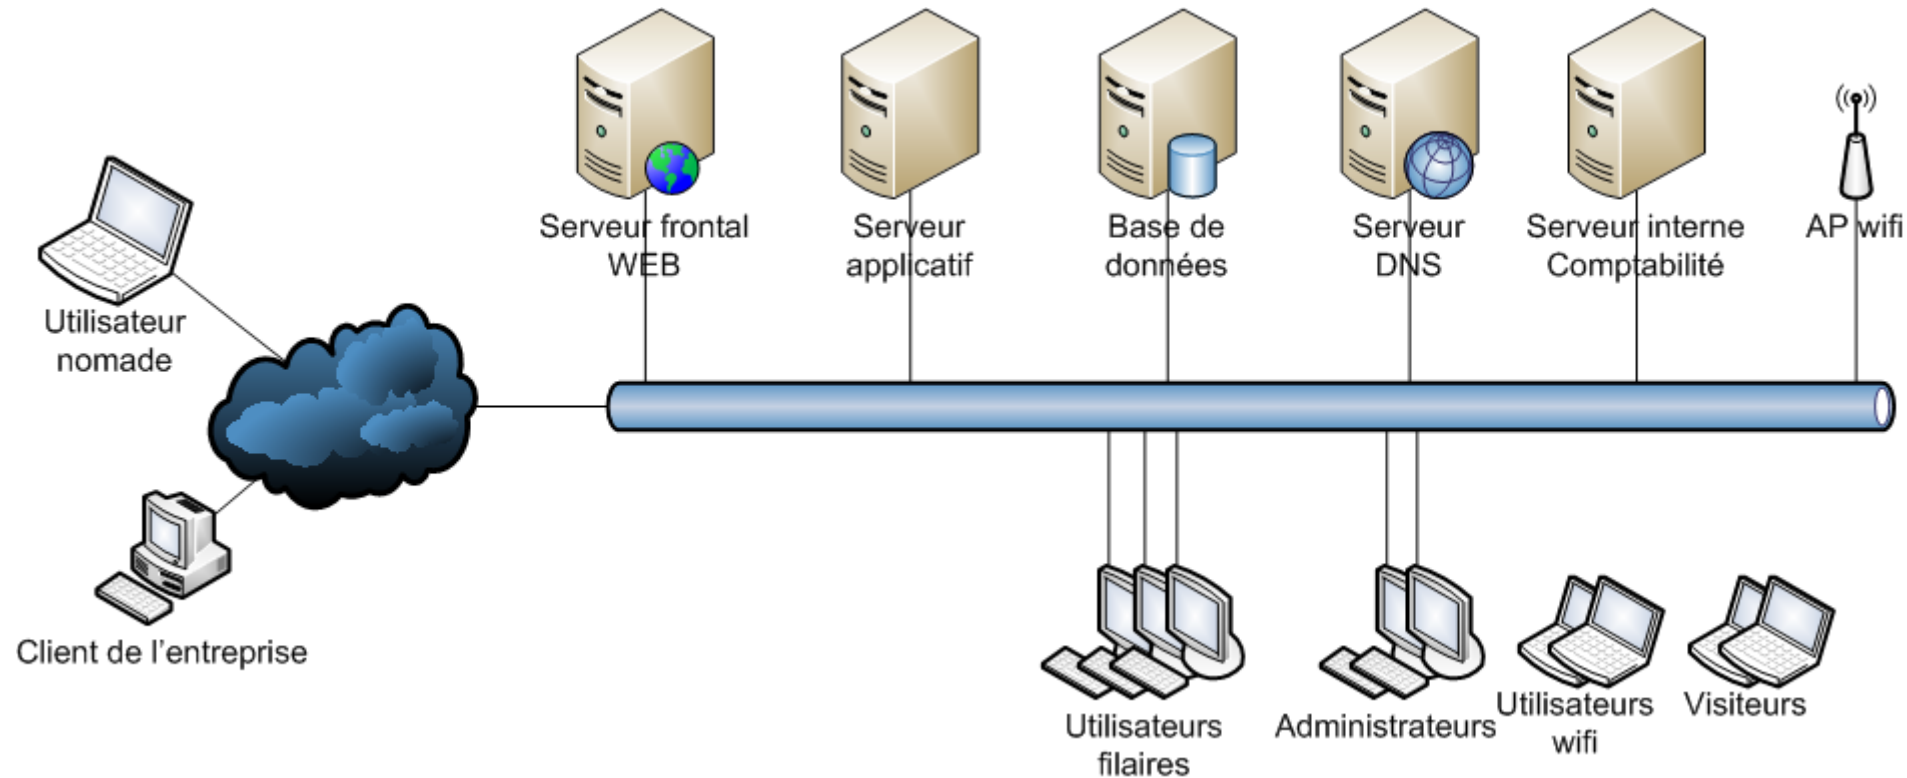 Serveur frontal
WEB
Serveur
applicatif
Base de
données
Serveur
DNS
Serveur interne
Comptabilité
AP wifi
Utilisateur
nomade
Client de l'entreprise
Utilisateurs
filaires
Administrateurs
Utilisateurs
wifi
Visiteurs